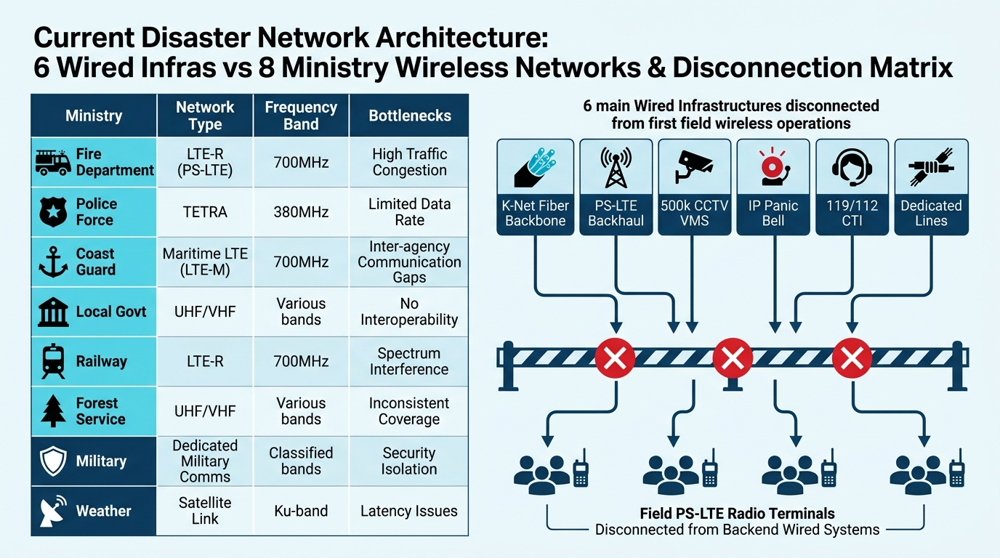 Current Disaster Network Architecture:
6 Wired Infras vs 8 Ministry Wireless Networks & Disconnection Matrix
Ministry
Network
Type
Frequency
Band
Bottlenecks
Fire
Department
LTE-R
(PS-LTE)
700MHz
High Traffic
Congestion
Police
Force
TETRA
380MHz
Limited Data
Rate
Coast
Guard
Maritime LTE
(LTE-M)
700MHz
Inter-agency
Communication
Gaps
Local Govt
UHF/VHF
Various
bands
No
Interoperability
Railway
LTE-R
700MHz
Spectrum
Interference
Forest
Service
UHF/VHF
Various
bands
Inconsistent
Coverage
Military
Dedicated
Military
Comms
Classified
bands
Security
Isolation
Weather
Satellite
Link
Ku-band
Latency Issues
6 main Wired Infrastructures disconnected
from first field wireless operations
K-Net Fiber
Backbone
PS-LTE
Backhaul
500k CCTV
VMS
IP Panic
Bell
119/112
CTI
Dedicated
Lines
Field PS-LTE Radio Terminals
Disconnected from Backend Wired Systems